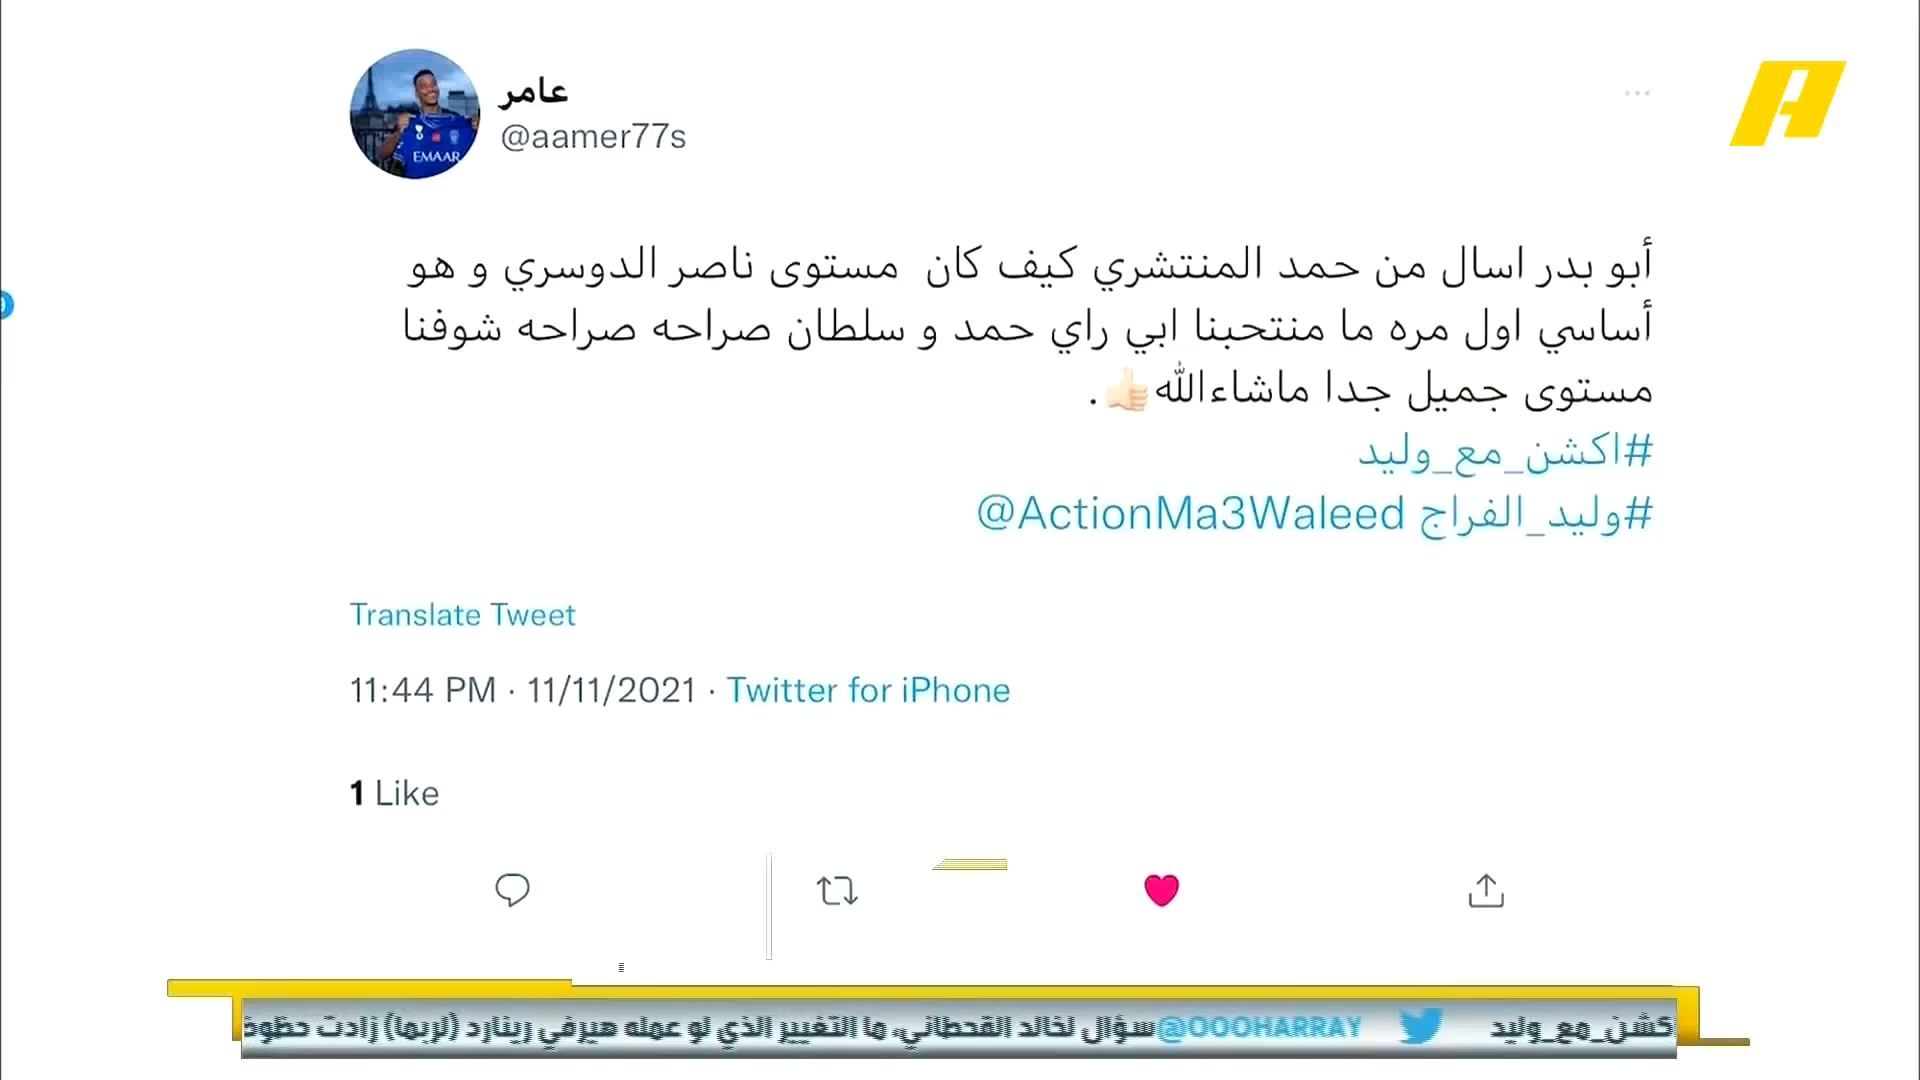 عامر
@aamer77s
EMAAR
أبو بدر اسال من حمد المنتشري كيف كان مستوى ناصر الدوسري و هو
أساسي اول مره ما منتحبنا ابي راي حمد و سلطان صراحه صراحه شوفنا
مستوى جميل جدا ماشاءالله👍🏻.
#اكشن_مع_وليد
#وليد_الفراج @ActionMa3Waleed
Translate Tweet
11:44 PM · 11/11/2021 · Twitter for iPhone
1 Like
كشن_مع_وليد @OOOHARRAY سؤال لخالد القحطاني، ما التغيير الذي لو عمله هيرفي رينارد (لربما) زادت حظوظ